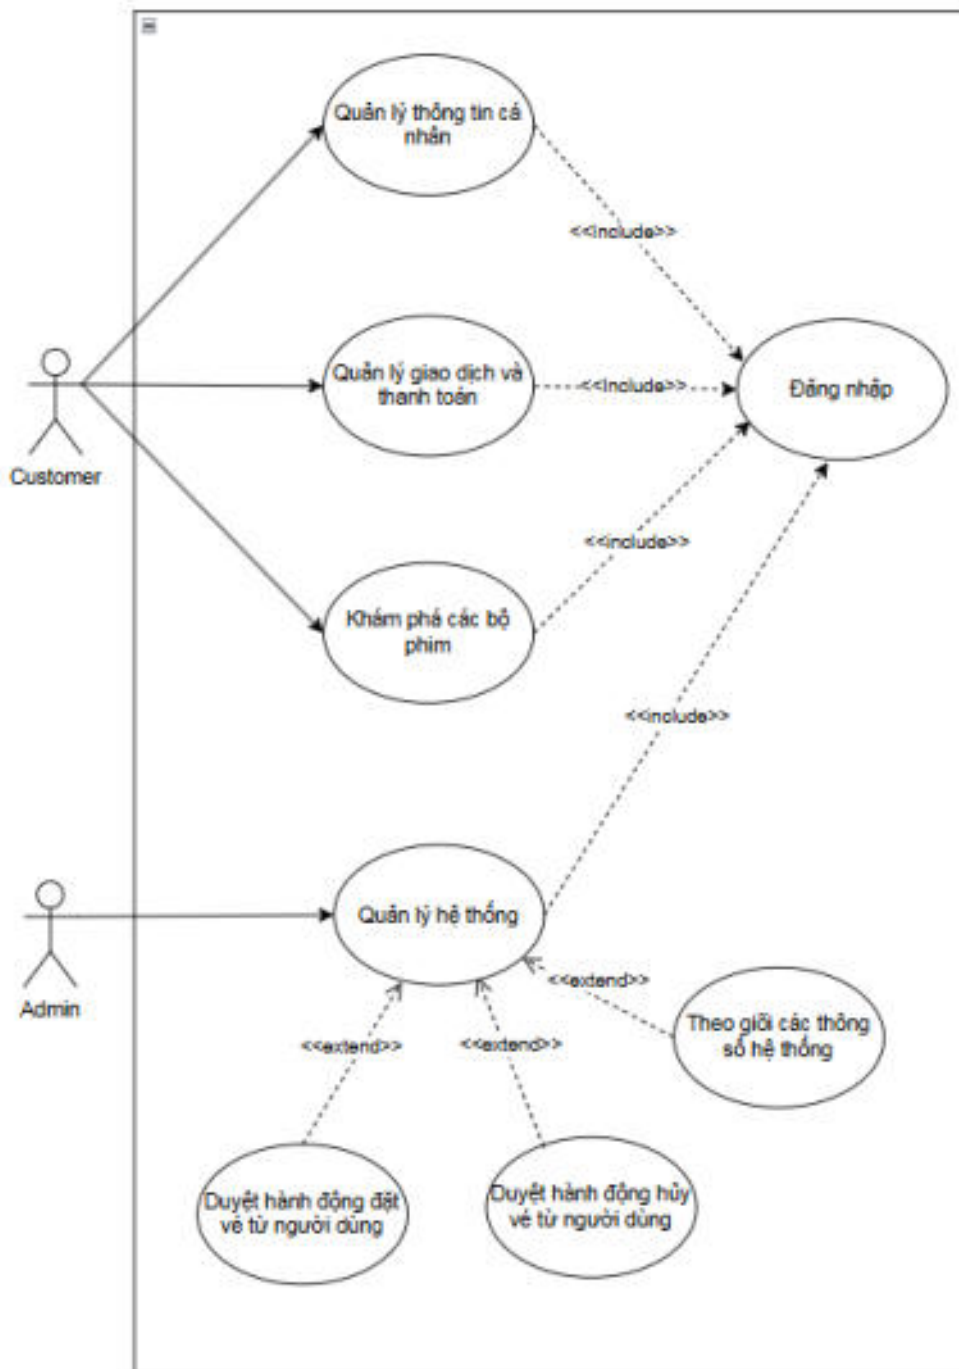 Quản lý thông tin cá
nhân
<<include>>
Quản lý giao dịch và
thanh toán
<<include>>
Đăng nhập
Customer
<<include>>
Khám phá các bộ
phim
<<include>>
Quản lý hệ thống
Admin
<<extend>>
Theo giõi các thông
số hệ thống
<<extend>>
<<extend>>
Duyệt hành động đặt
vé từ người dùng
Duyệt hành động hủy
vé từ người dùng